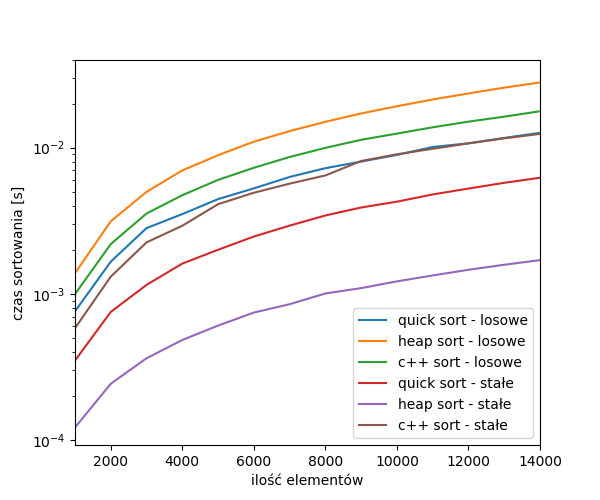 czas sortowania [s]
10⁻²
10⁻³
10⁻⁴
quick sort - losowe
heap sort - losowe
c++ sort - losowe
quick sort - stałe
heap sort - stałe
c++ sort - stałe
2000 4000 6000 8000 10000 12000 14000
ilość elementów